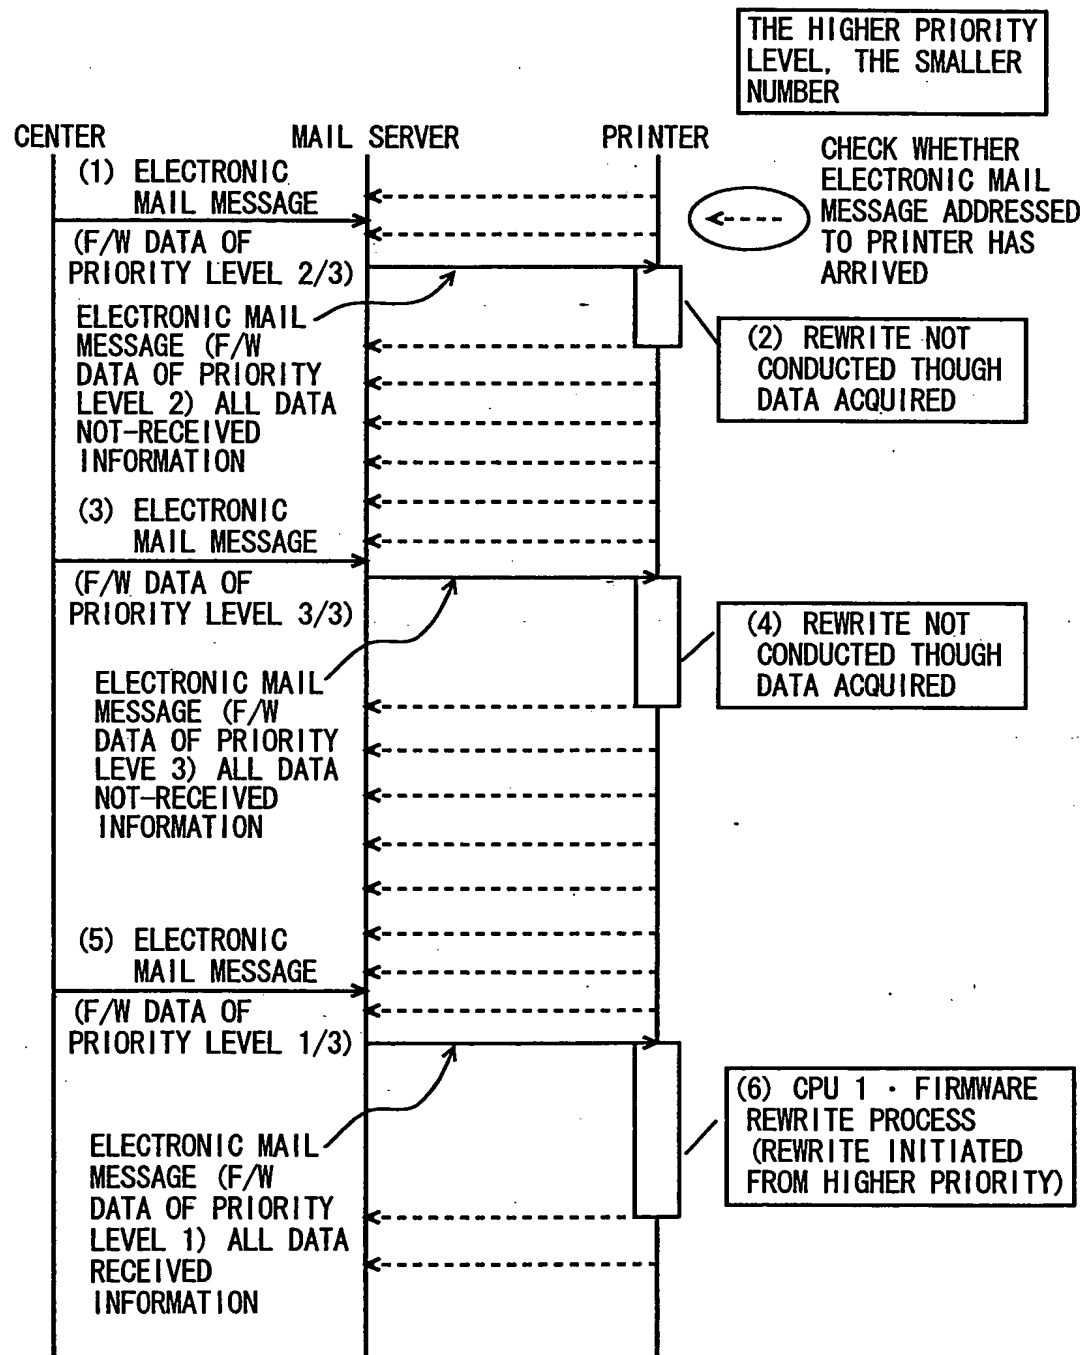 THE HIGHER PRIORITY
LEVEL, THE SMALLER
NUMBER
CENTER
MAIL SERVER
PRINTER
CHECK WHETHER
ELECTRONIC MAIL
MESSAGE ADDRESSED
TO PRINTER HAS
ARRIVED
(1) ELECTRONIC
MAIL MESSAGE
(F/W DATA OF
PRIORITY LEVEL 2/3)
ELECTRONIC MAIL
MESSAGE (F/W
DATA OF PRIORITY
LEVEL 2) ALL DATA
NOT-RECEIVED
INFORMATION
(2) REWRITE NOT
CONDUCTED THOUGH
DATA ACQUIRED
(3) ELECTRONIC
MAIL MESSAGE
(F/W DATA OF
PRIORITY LEVEL 3/3)
ELECTRONIC MAIL
MESSAGE (F/W
DATA OF PRIORITY
LEVE 3) ALL DATA
NOT-RECEIVED
INFORMATION
(4) REWRITE NOT
CONDUCTED THOUGH
DATA ACQUIRED
(5) ELECTRONIC
MAIL MESSAGE
(F/W DATA OF
PRIORITY LEVEL 1/3)
ELECTRONIC MAIL
MESSAGE (F/W
DATA OF PRIORITY
LEVEL 1) ALL DATA
RECEIVED
INFORMATION
(6) CPU 1 · FIRMWARE
REWRITE PROCESS
(REWRITE INITIATED
FROM HIGHER PRIORITY)